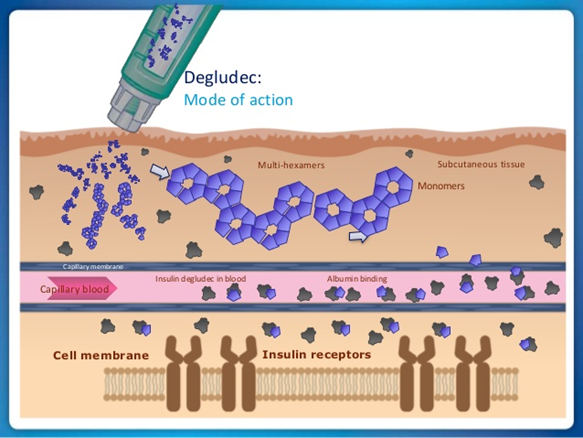 Degludec:
Mode of action
Multi-hexamers
Subcutaneous tissue
Monomers
Capillary membrane
Insulin degludec in blood
Albumin binding
Capillary blood
Cell membrane
Insulin receptors